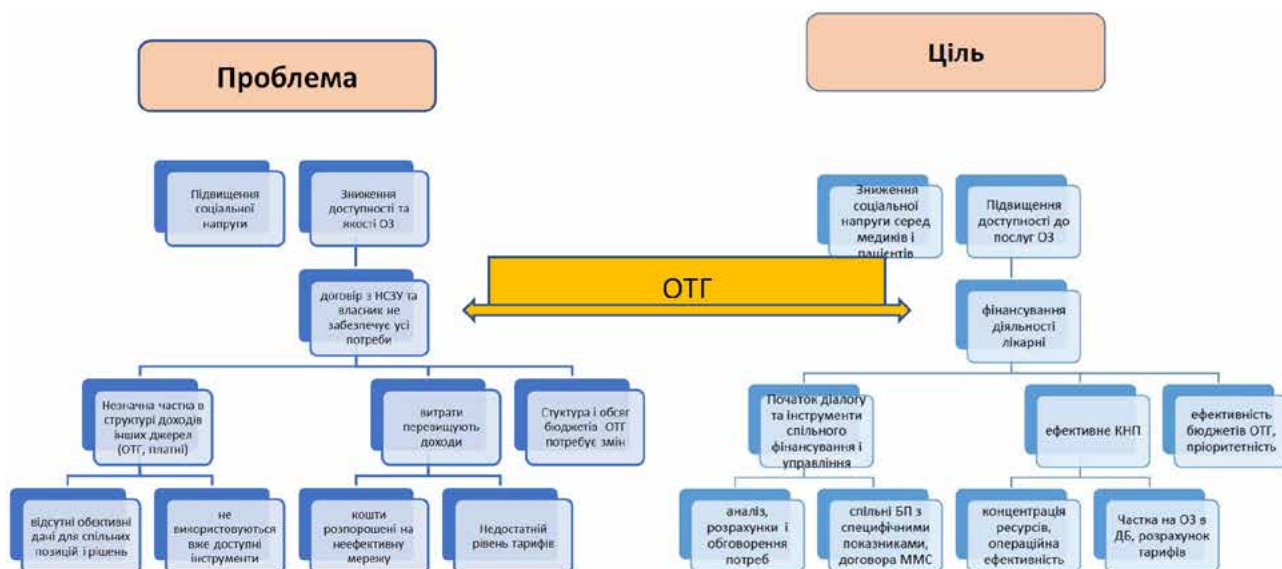 Проблема
Ціль
Підвищення
соціальної
напруги
Зниження
доступності та
якості ОЗ
договір з НСЗУ та
власник не
забезпечує усі
потреби
Незначна частка в
структурі доходів
інших джерел
(ОТГ, платні)
витрати
перевищують
доходи
Стуктура і обсяг
бюджетів ОТГ
потребує змін
відсутні обєктивні
дані для спільних
позицій і рішень
не
використовуються
вже доступні
інструменти
кошти
розпорошені на
неефективну
мережу
Недостатній
рівень тарифів
ОТГ
Зниження
соціальної
напруги серед
медиків і
пацієнтів
Підвищення
доступності до
послуг ОЗ
фінансування
діяльності
лікарні
Початок діалогу
та інструменти
спільного
фінансування і
управління
ефективне КНП
ефективність
бюджетів ОТГ,
пріоритетність
аналіз,
розрахунки і
обговорення
потреб
спільні БП з
специфічними
показниками,
договора ММС
концентрація
ресурсів,
операційна
ефективність
Частка на ОЗ в
ДБ, розрахунок
тарифів